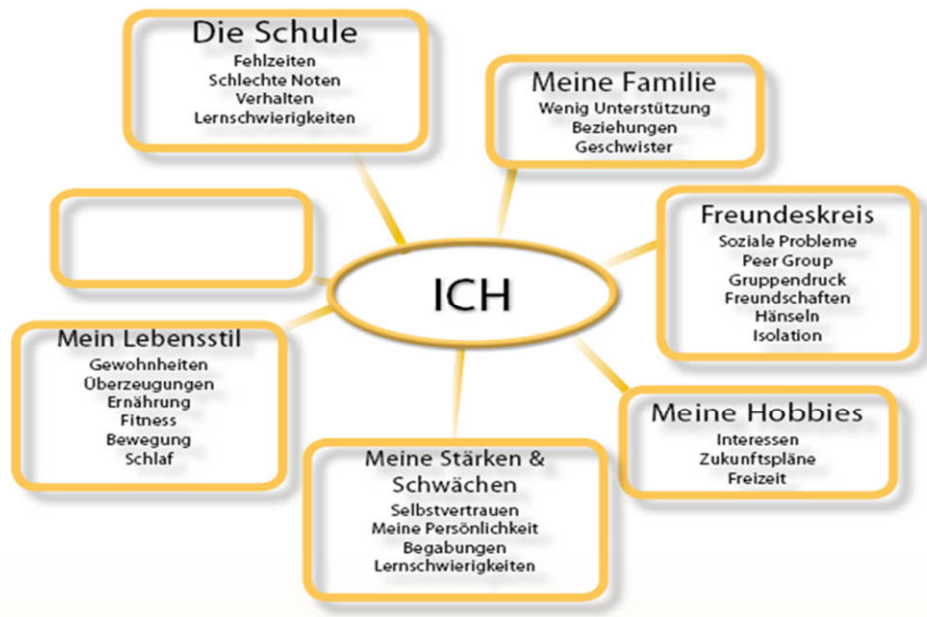 Die Schule
Fehlzeiten
Schlechte Noten
Verhalten
Lernschwierigkeiten
Meine Familie
Wenig Unterstützung
Beziehungen
Geschwister
Freundeskreis
Soziale Probleme
Peer Group
Gruppendruck
Freundschaften
Hänseln
Isolation
ICH
Mein Lebensstil
Gewohnheiten
Überzeugungen
Ernährung
Fitness
Bewegung
Schlaf
Meine Stärken &
Schwächen
Selbstvertrauen
Meine Persönlichkeit
Begabungen
Lernschwierigkeiten
Meine Hobbies
Interessen
Zukunftspläne
Freizeit